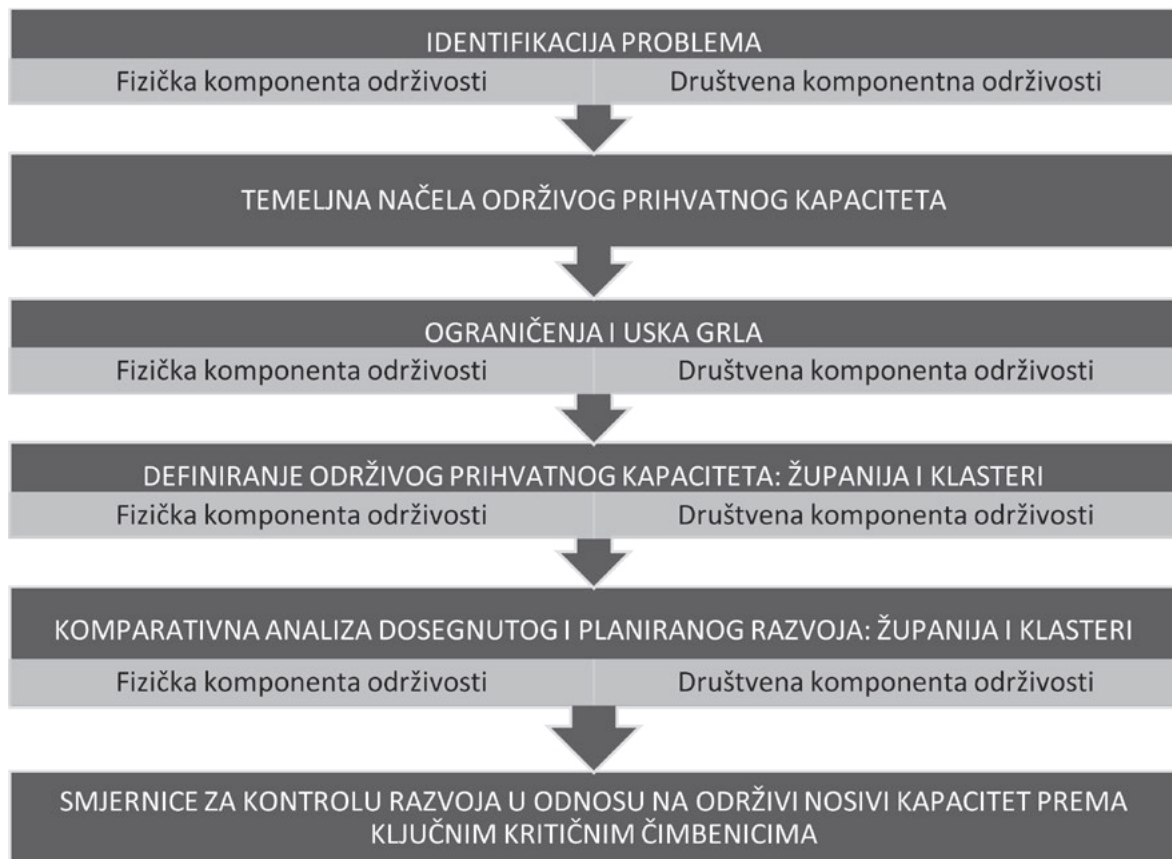 IDENTIFIKACIJA PROBLEMA
Fizička komponenta održivosti
Društvena komponentna održivosti
TEMELJNA NAČELA ODRŽIVOG PRIHVATNOG KAPACITETA
OGRANIČENJA I USKA GRLA
Fizička komponenta održivosti
Društvena komponenta održivosti
DEFINIRANJE ODRŽIVOG PRIHVATNOG KAPACITETA: ŽUPANIJA I KLASTERI
Fizička komponenta održivosti
Društvena komponenta održivosti
KOMPARATIVNA ANALIZA DOSEGNUTOG I PLANIRANOG RAZVOJA: ŽUPANIJA I KLASTERI
Fizička komponenta održivosti
Društvena komponenta održivosti
SMJERNICE ZA KONTROLU RAZVOJA U ODNOSU NA ODRŽIVI NOSIVI KAPACITET PREMA
KLJUČNIM KRITIČNIM ČIMBENICIMA